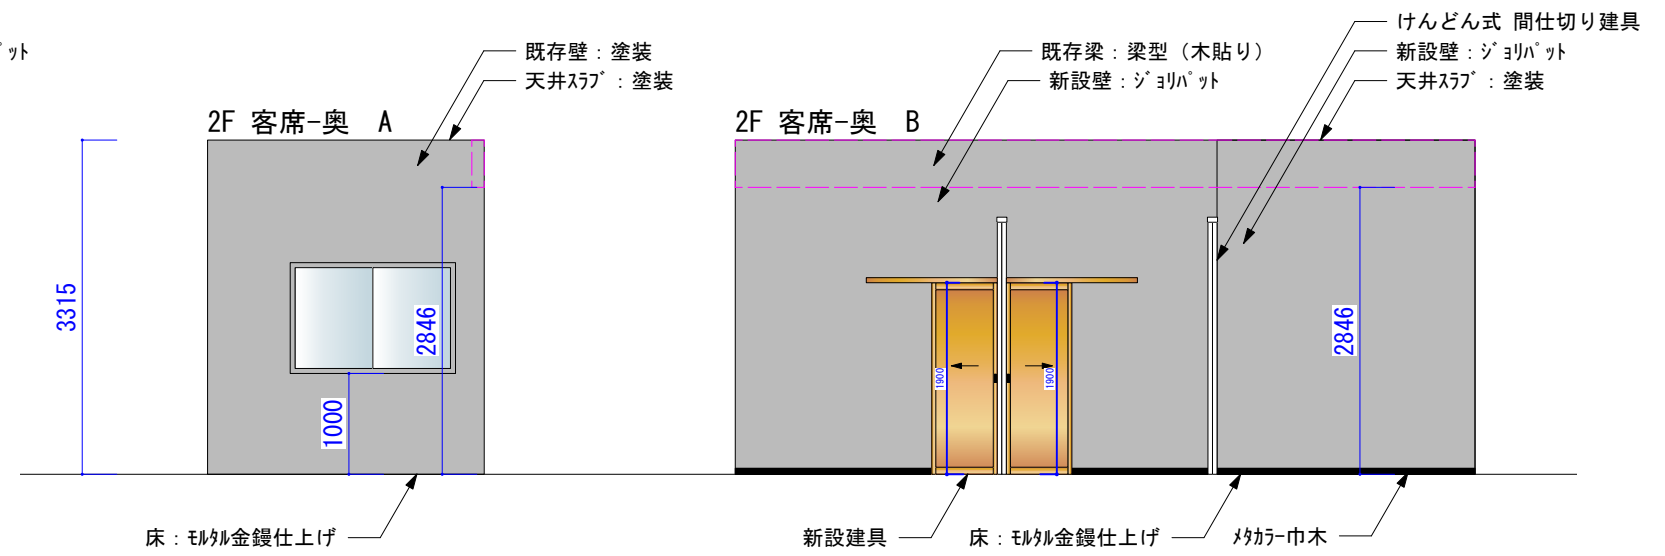 ﾊﾟｯﾄ
既存壁：塗装
天井ｽﾗﾌﾞ：塗装
2F 客席-奥　A
3315
2846
1000
床：ﾓﾙﾀﾙ金鏝仕上げ
けんどん式 間仕切り建具
既存梁：梁型（木貼り）
新設壁：ｼﾞｮﾘﾊﾟｯﾄ
新設壁：ｼﾞｮﾘﾊﾟｯﾄ
天井ｽﾗﾌﾞ：塗装
2F 客席-奥　B
2846
1900
1900
新設建具
床：ﾓﾙﾀﾙ金鏝仕上げ
ﾒﾀｶﾗｰ巾木